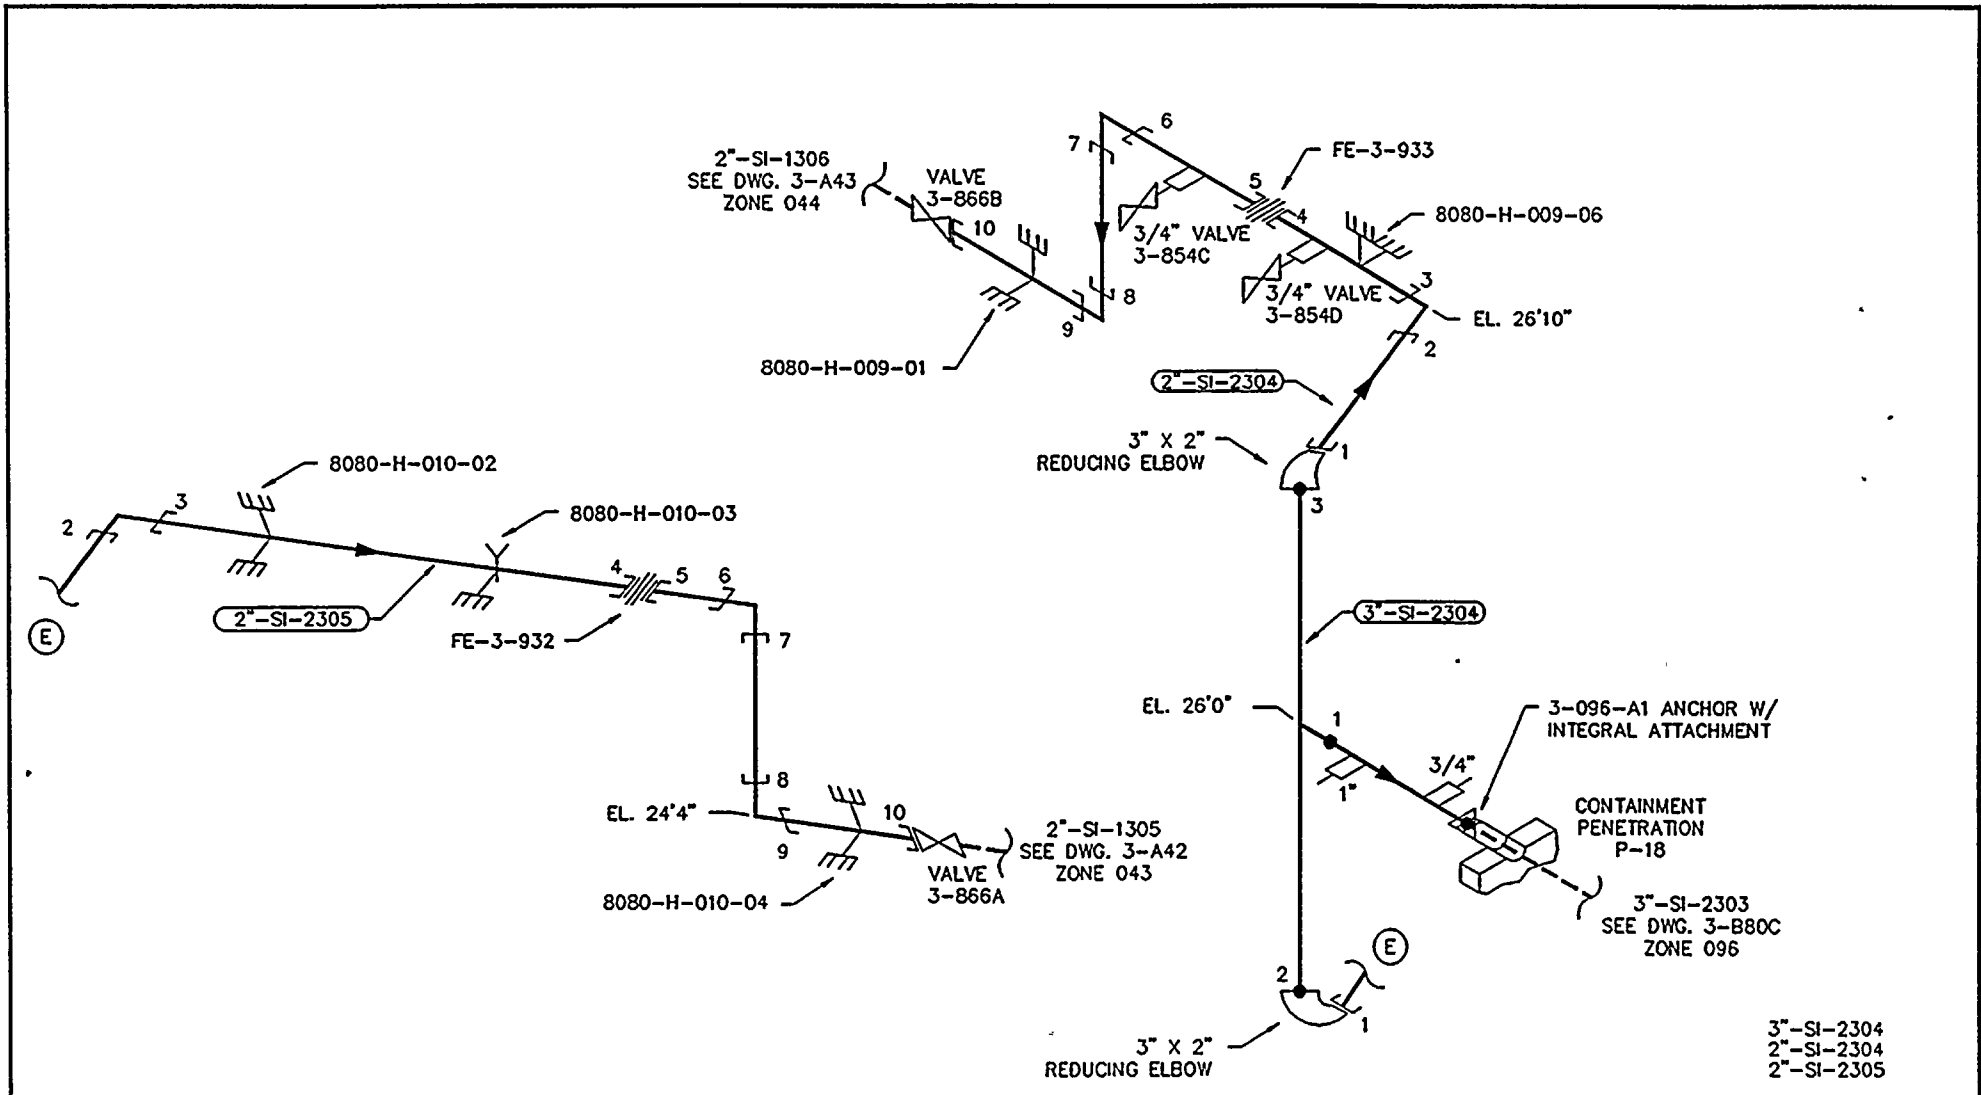 6
7
FE-3-933
2"-SI-1306
SEE DWG. 3-A43
ZONE 044
VALVE
3-866B
5
4
8080-H-009-06
10
3/4" VALVE
3-854C
3
3/4" VALVE
3-854D
8
9
EL. 26'10"
2
8080-H-009-01
2"-SI-2304
3" X 2"
REDUCING ELBOW
1
3
8080-H-010-02
3
2
8080-H-010-03
4
5
6
2"-SI-2305
FE-3-932
E
7
3"-SI-2304
EL. 26'0"
1
3-096-A1 ANCHOR W/
INTEGRAL ATTACHMENT
3/4"
1"
8
EL. 24'4"
10
9
2"-SI-1305
SEE DWG. 3-A42
ZONE 043
VALVE
3-866A
8080-H-010-04
CONTAINMENT
PENETRATION
P-18
3"-SI-2303
SEE DWG. 3-B80C
ZONE 096
E
2
1
3" X 2"
REDUCING ELBOW
3"-SI-2304
2"-SI-2304
2"-SI-2305